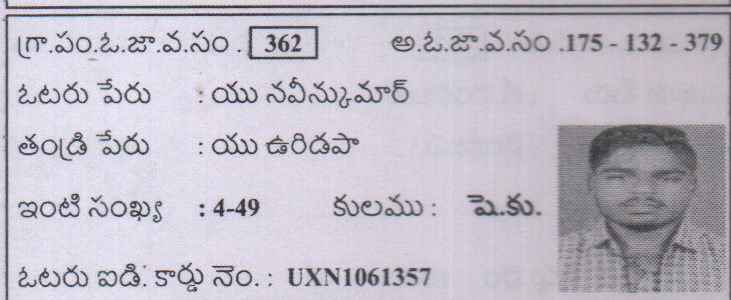 గ్రా.పం.ఓ.జా.వ.సం . 362 అ.ఓ.జా.వ.సం .175 - 132 - 379
ఓటరు పేరు : యు నవీన్కుమార్
తండ్రి పేరు : యు ఉరిడపా
ఇంటి సంఖ్య : 4-49 కులము : షె.కు.
ఓటరు ఐడి. కార్డు నెం. : UXN1061357